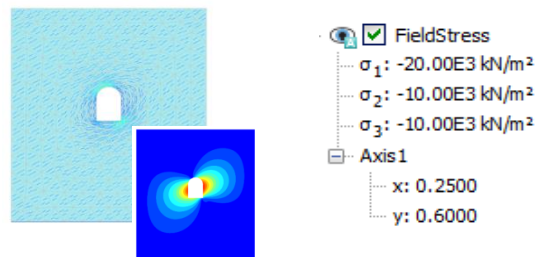 FieldStress
σ1: -20.00E3 kN/m²
σ2: -10.00E3 kN/m²
σ3: -10.00E3 kN/m²
Axis1
x: 0.2500
y: 0.6000